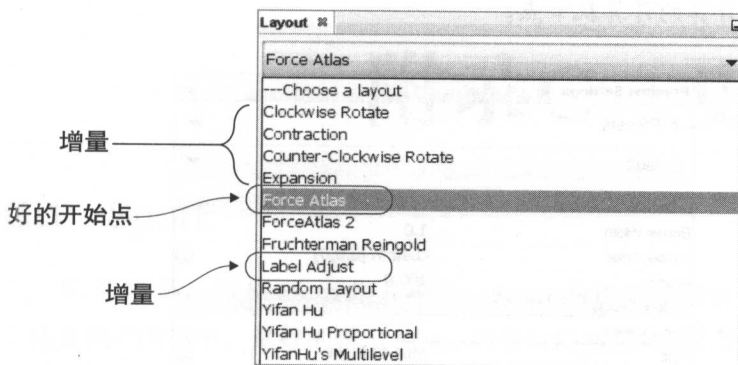 Layout
Force Atlas
---Choose a layout
Clockwise Rotate
Contraction
Counter-Clockwise Rotate
Expansion
Force Atlas
ForceAtlas 2
Fruchterman Reingold
Label Adjust
Random Layout
Yifan Hu
Yifan Hu Proportional
YifanHu's Multilevel
增量
好的开始点
增量